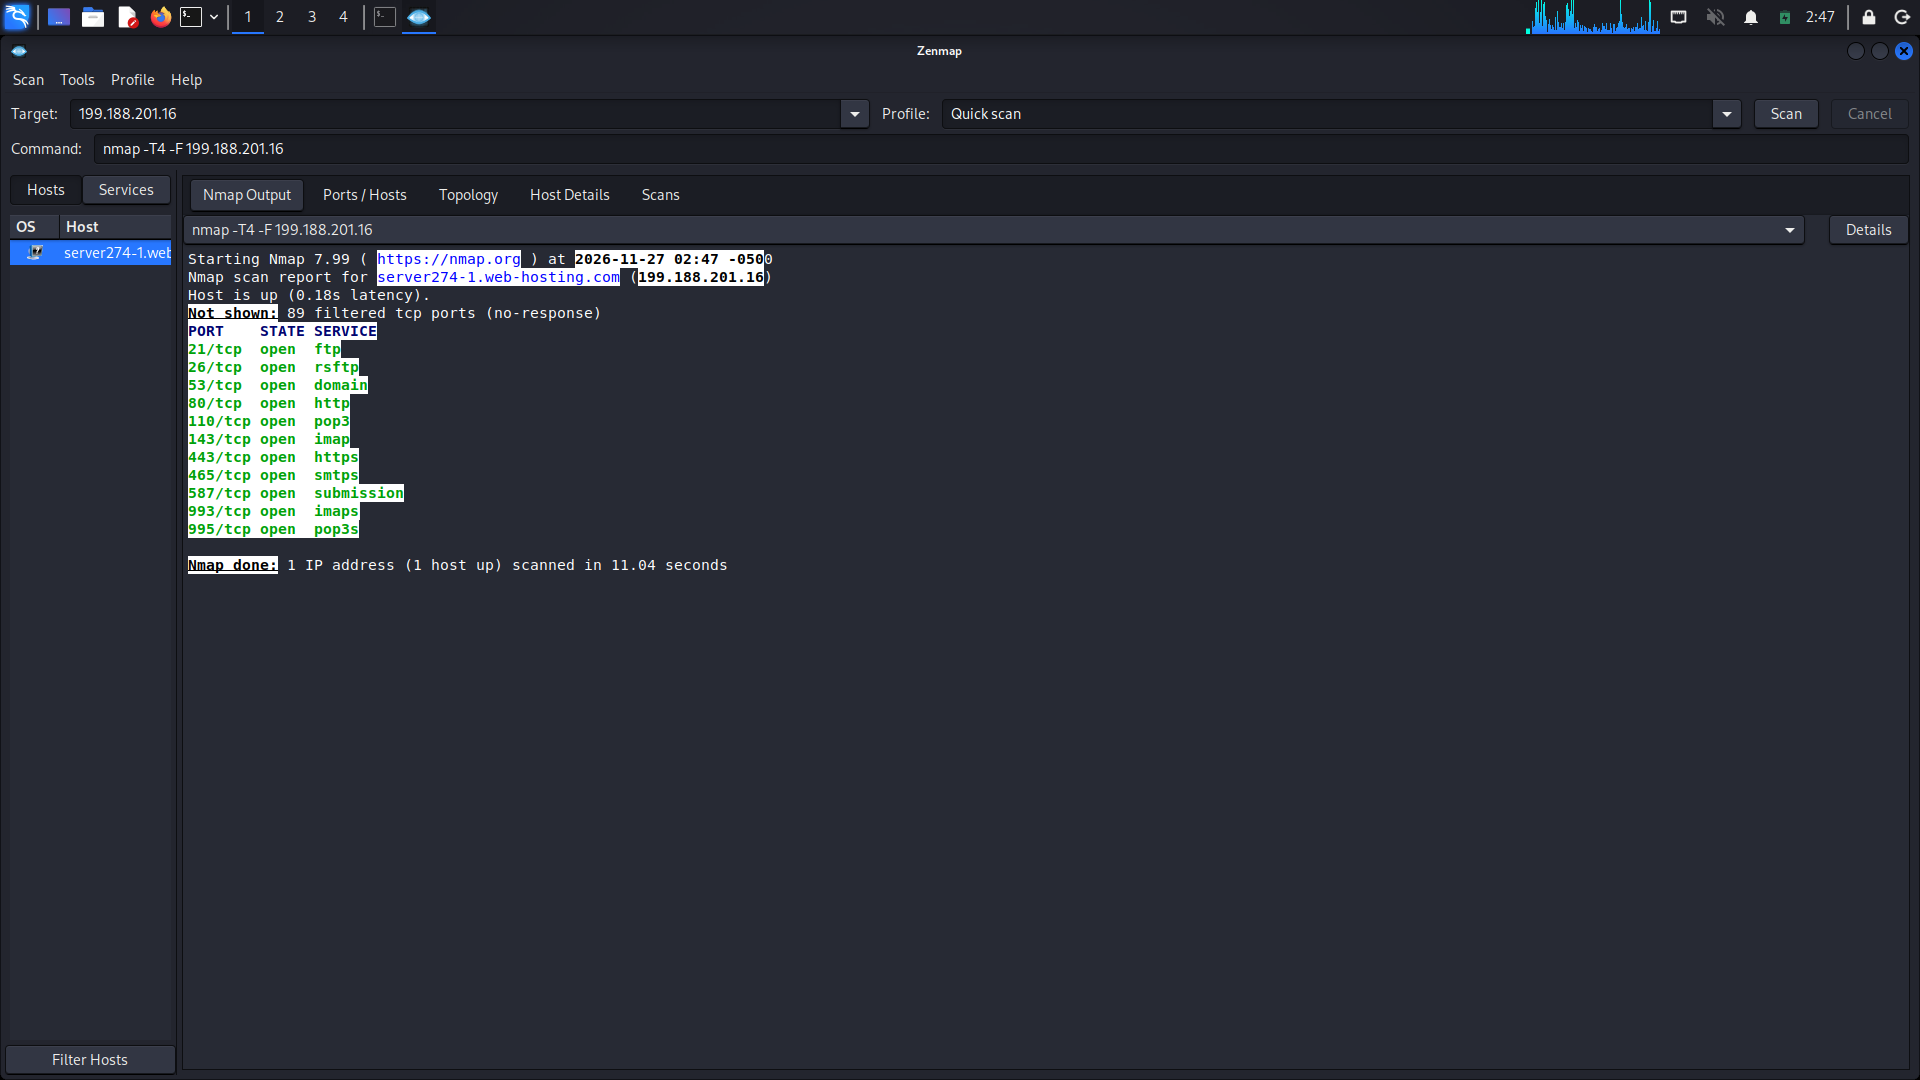 1 2 3 4 2:47
Zenmap
Scan Tools Profile Help
Target: 199.188.201.16 Profile: Quick scan Scan Cancel
Command: nmap -T4 -F 199.188.201.16
Hosts Services Nmap Output Ports / Hosts Topology Host Details Scans
OS Host
nmap -T4 -F 199.188.201.16 Details
server274-1.web
Starting Nmap 7.99 ( https://nmap.org ) at 2026-11-27 02:47 -0500
Nmap scan report for server274-1.web-hosting.com (199.188.201.16)
Host is up (0.18s latency).
Not shown: 89 filtered tcp ports (no-response)
PORT STATE SERVICE
21/tcp open ftp
26/tcp open rsftp
53/tcp open domain
80/tcp open http
110/tcp open pop3
143/tcp open imap
443/tcp open https
465/tcp open smtps
587/tcp open submission
993/tcp open imaps
995/tcp open pop3s
Nmap done: 1 IP address (1 host up) scanned in 11.04 seconds
Filter Hosts